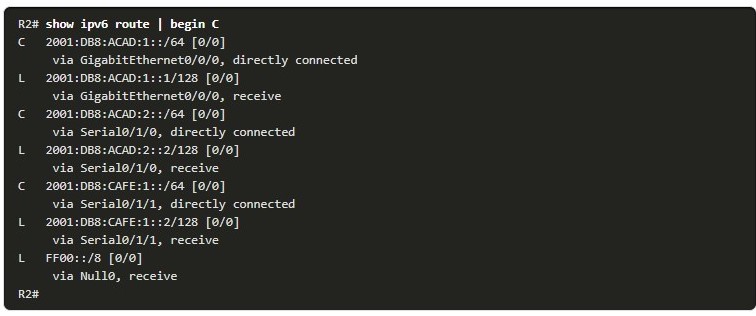 R2# show ipv6 route | begin C
C   2001:DB8:ACAD:1::/64 [0/0]
     via GigabitEthernet0/0/0, directly connected
L   2001:DB8:ACAD:1::1/128 [0/0]
     via GigabitEthernet0/0/0, receive
C   2001:DB8:ACAD:2::/64 [0/0]
     via Serial0/1/0, directly connected
L   2001:DB8:ACAD:2::2/128 [0/0]
     via Serial0/1/0, receive
C   2001:DB8:CAFE:1::/64 [0/0]
     via Serial0/1/1, directly connected
L   2001:DB8:CAFE:1::2/128 [0/0]
     via Serial0/1/1, receive
L   FF00::/8 [0/0]
     via Null0, receive
R2#